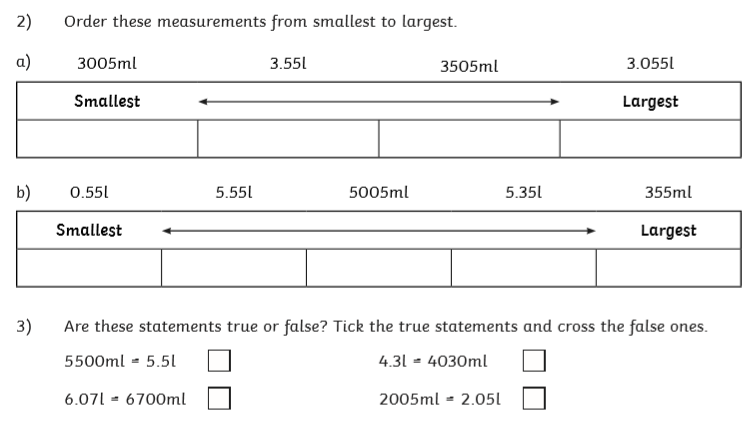 2) Order these measurements from smallest to largest.
a) 3005ml 3.55l 3505ml 3.055l
Smallest Largest
b) 0.55l 5.55l 5005ml 5.35l 355ml
Smallest Largest
3) Are these statements true or false? Tick the true statements and cross the false ones.
5500ml = 5.5l 4.3l = 4030ml
6.07l = 6700ml 2005ml = 2.05l